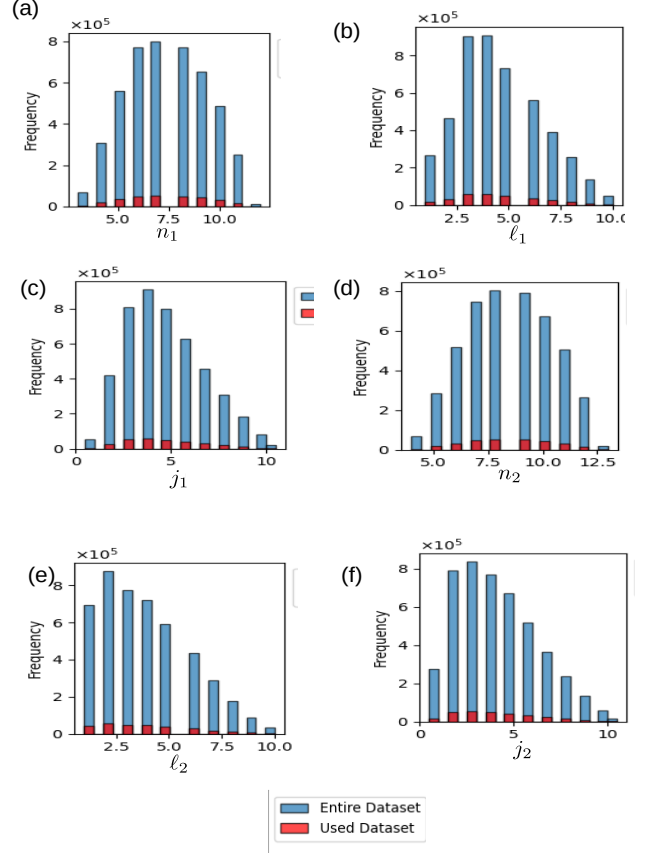 (a)
×10⁵
8
6
4
2
0
Frequency
5.0 7.5 10.0
n₁
(b)
×10⁵
8
6
4
2
0
Frequency
2.5 5.0 7.5 10.0
ℓ₁
(c)
×10⁵
8
6
4
2
0
Frequency
0 5 10
j₁
(d)
×10⁵
8
6
4
2
0
Frequency
5.0 7.5 10.0 12.5
n₂
(e)
×10⁵
8
6
4
2
0
Frequency
2.5 5.0 7.5 10.0
ℓ₂
(f)
×10⁵
8
6
4
2
0
Frequency
0 5 10
j₂
Entire Dataset
Used Dataset